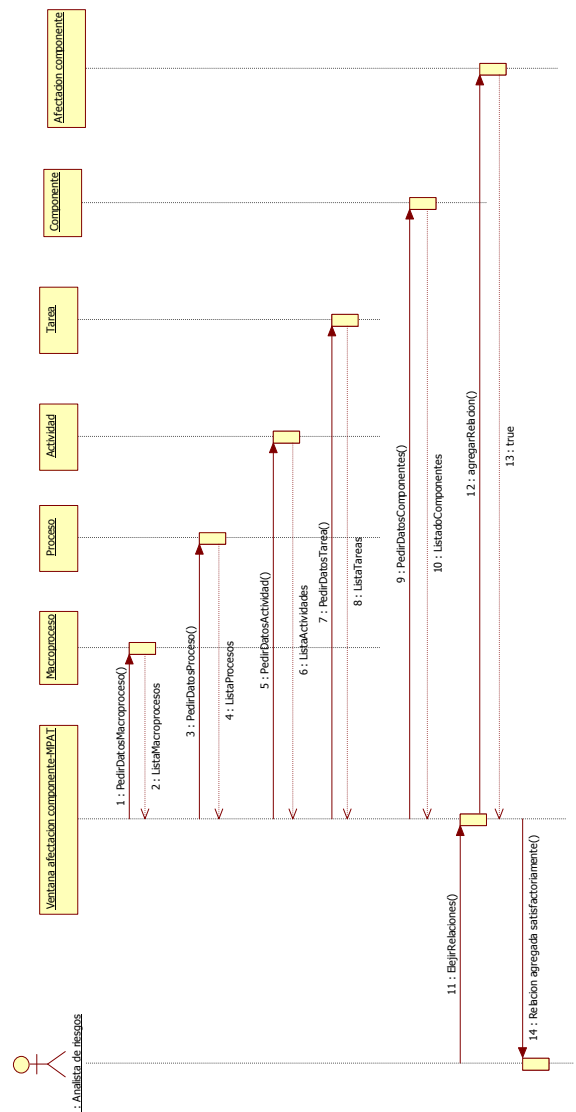 : Analista de riesgos
Ventana afectacion componente-MPAT
Macroproceso
Proceso
Actividad
Tarea
Componente
Afectacion componente
1 : PedirDatosMacroproceso()
2 : ListaMacroprocesos
3 : PedirDatosProceso()
4 : ListaProcesos
5 : PedirDatosActividad()
6 : ListaActividades
7 : PedirDatosTarea()
8 : ListaTareas
9 : PedirDatosComponentes()
10 : ListadoComponentes
11 : ElejirRelaciones()
12 : agregarRelacion()
13 : true
14 : Relacion agregada satisfactoriamente()